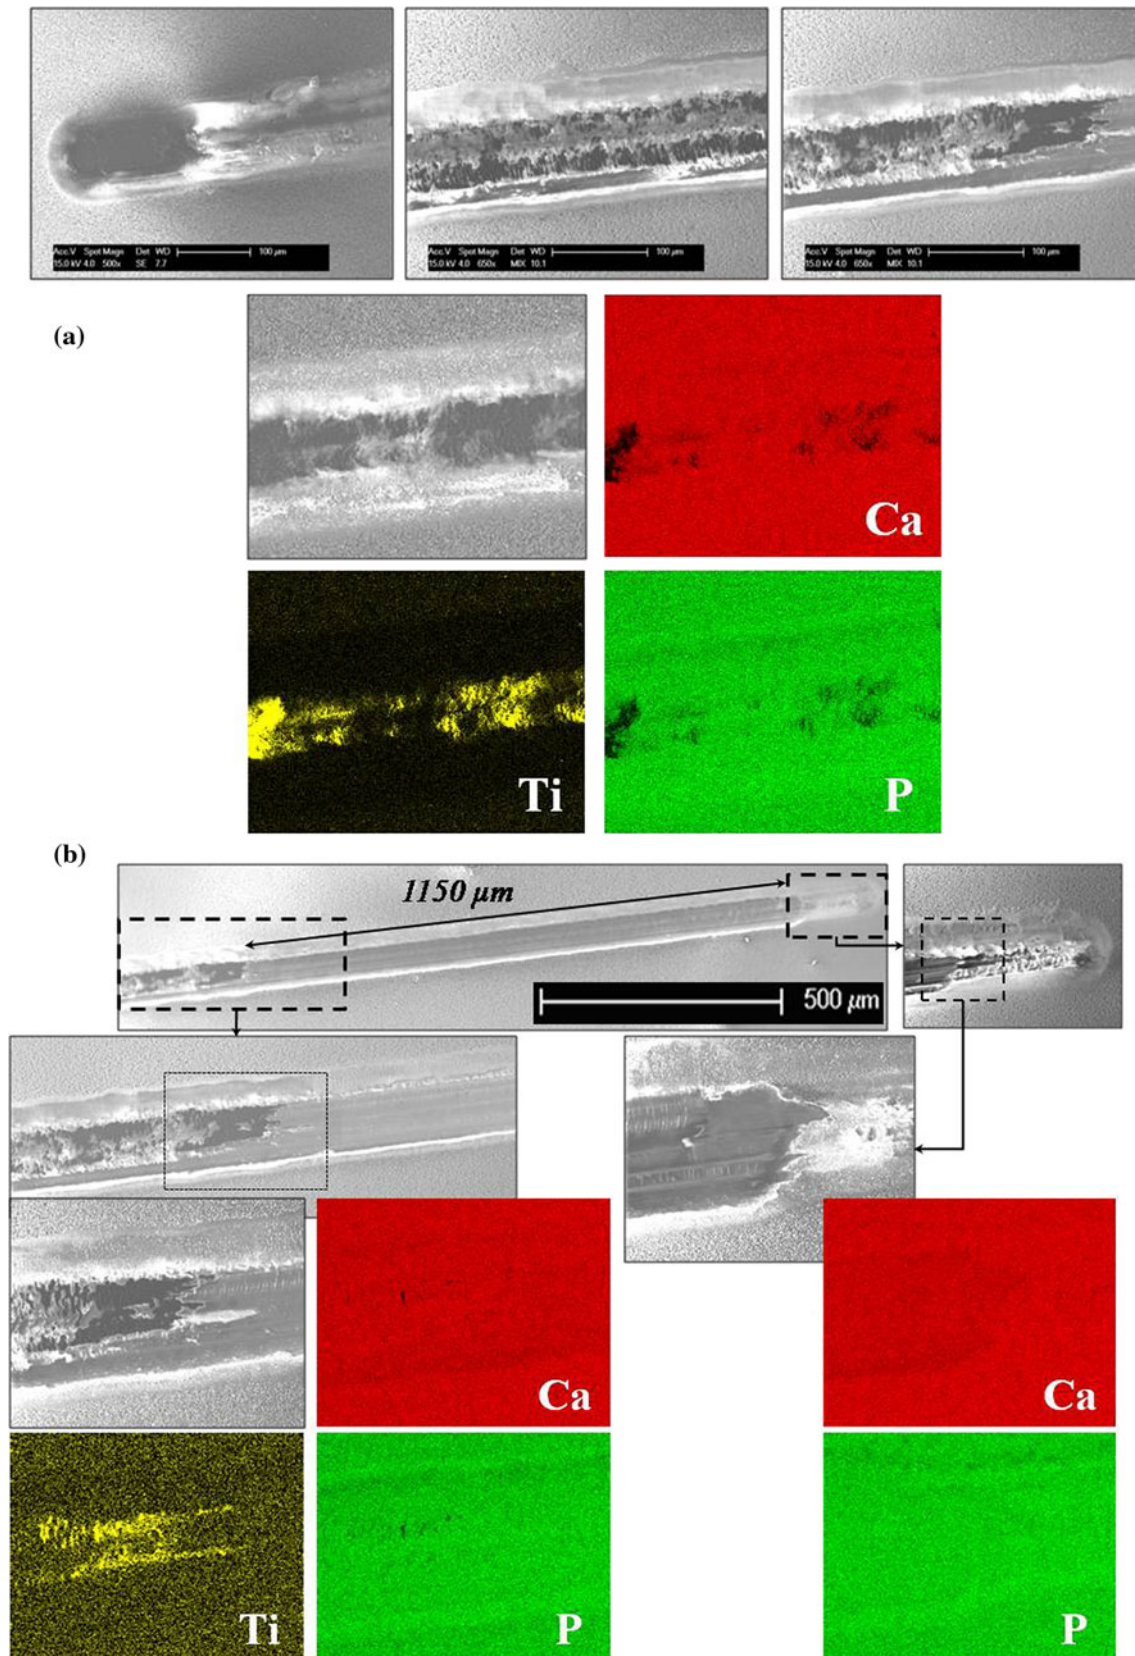 Acc.V Spot Magn Det WD 100 µm
15.0 kV 4.0 500x SE 7.7
Acc.V Spot Magn Det WD 100 µm
15.0 kV 4.0 650x MIX 10.1
Acc.V Spot Magn Det WD 100 µm
15.0 kV 4.0 650x MIX 10.1
(a)
Ca
Ti
P
(b)
1150 µm
500 µm
Ca
Ca
Ti
P
P